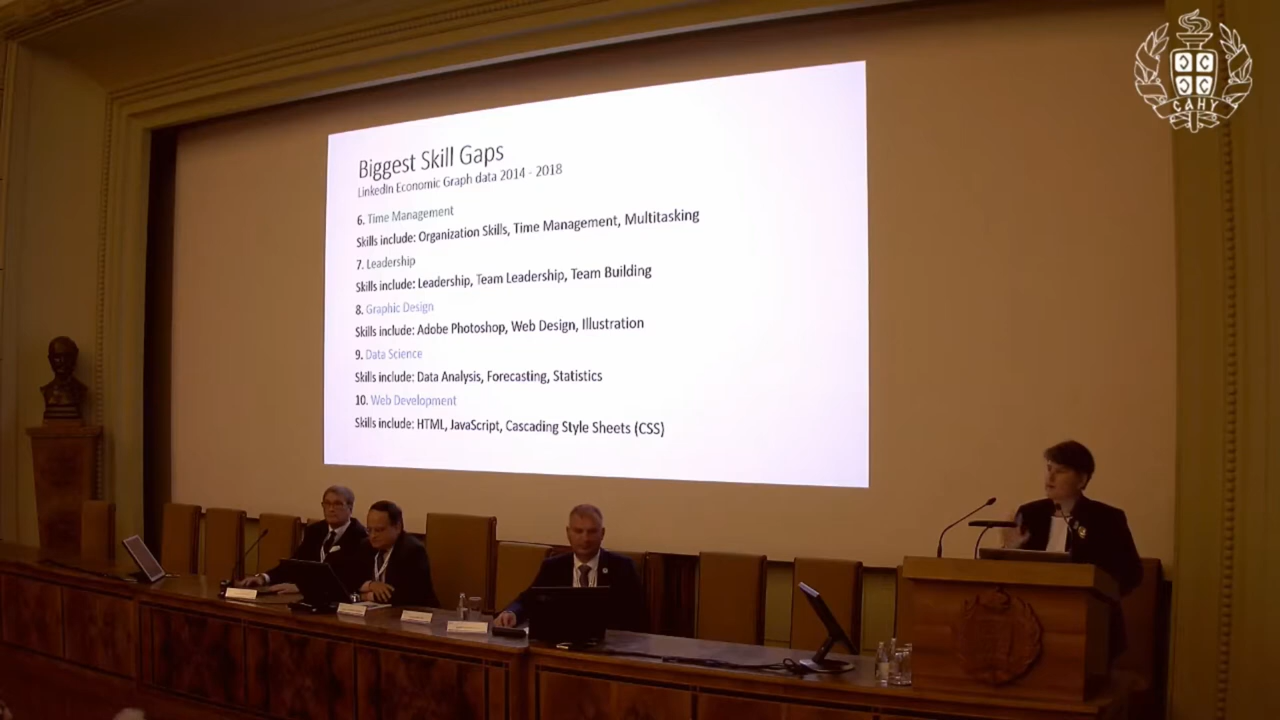 Biggest Skill Gaps
LinkedIn Economic Graph data 2014 - 2018
6. Time Management
Skills include: Organization Skills, Time Management, Multitasking
7. Leadership
Skills include: Leadership, Team Leadership, Team Building
8. Graphic Design
Skills include: Adobe Photoshop, Web Design, Illustration
9. Data Science
Skills include: Data Analysis, Forecasting, Statistics
10. Web Development
Skills include: HTML, JavaScript, Cascading Style Sheets (CSS)
САНУ